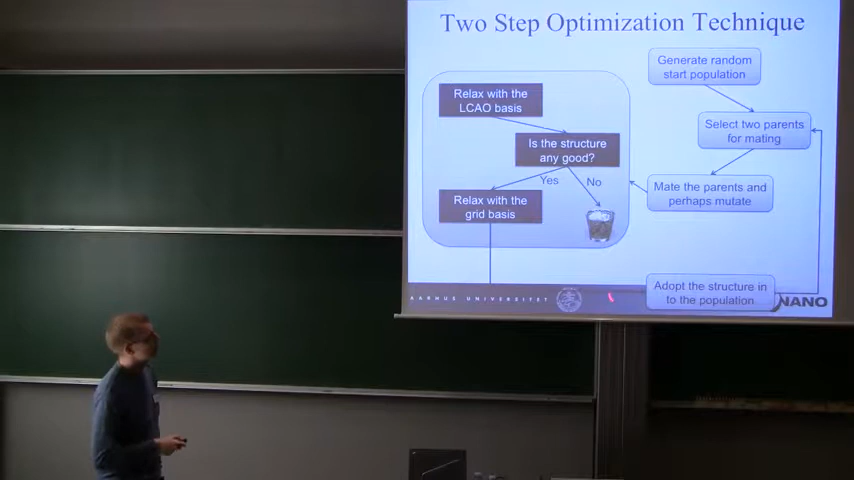 Two Step Optimization Technique
Generate random
start population
Relax with the
LCAO basis
Select two parents
for mating
Is the structure
any good?
Yes
No
Mate the parents and
perhaps mutate
Relax with the
grid basis
Adopt the structure in
to the population
AARHUS UNIVERSITET
NANO